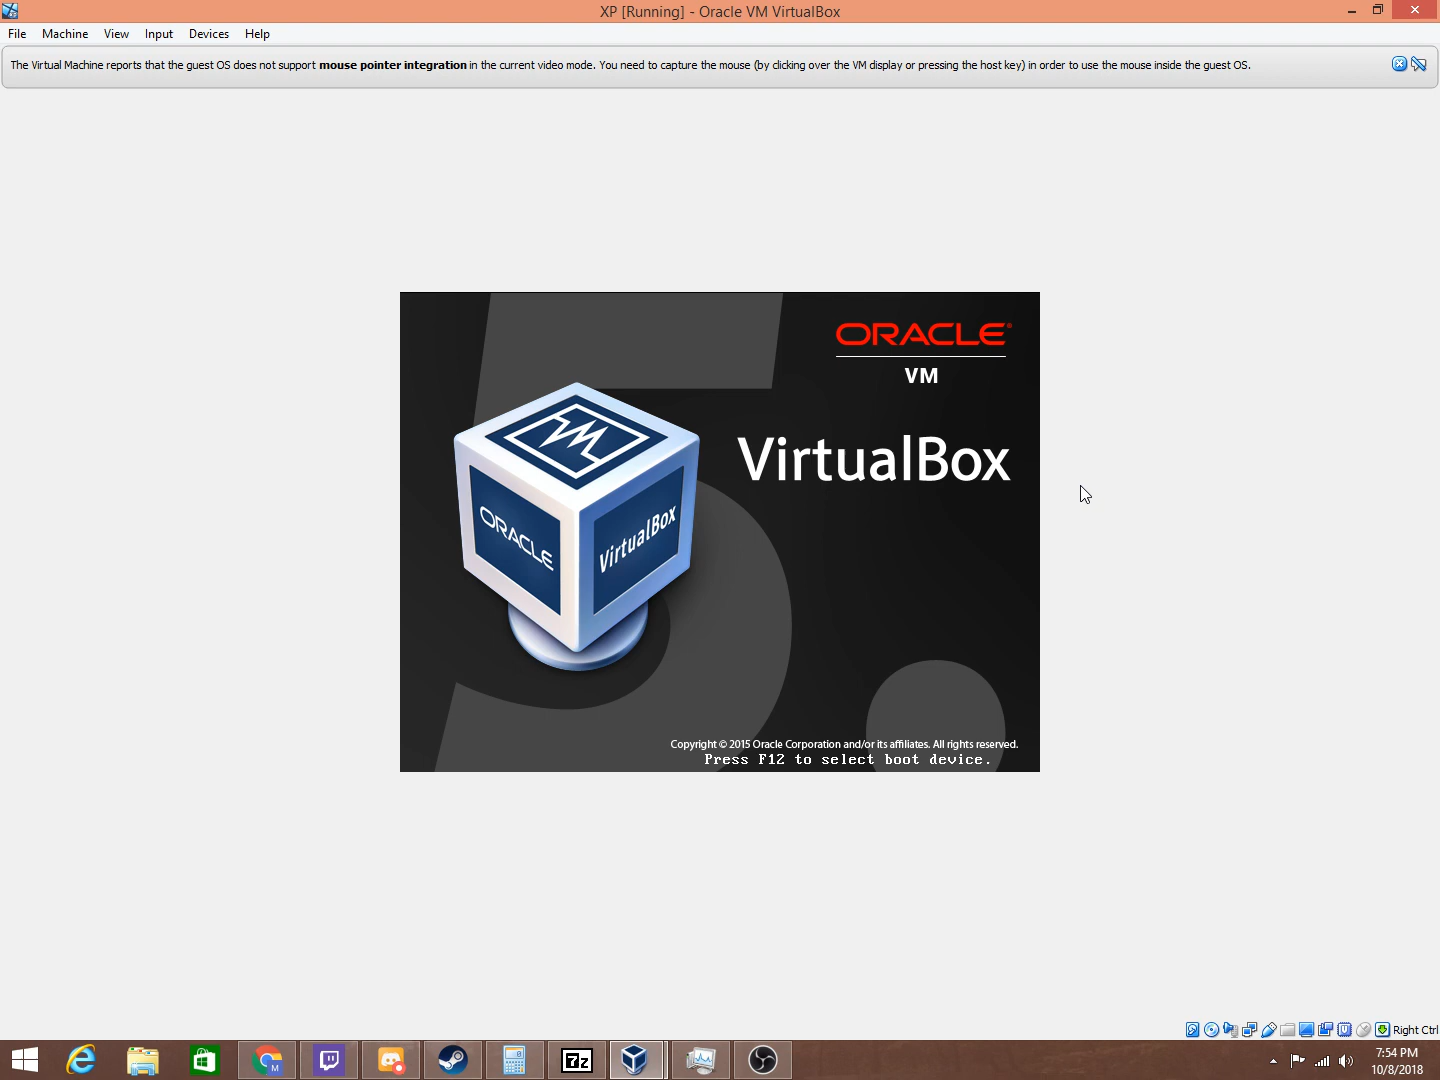 XP [Running] - Oracle VM VirtualBox
File Machine View Input Devices Help
The Virtual Machine reports that the guest OS does not support mouse pointer integration in the current video mode. You need to capture the mouse (by clicking over the VM display or pressing the host key) in order to use the mouse inside the guest OS.
ORACLE®
VM
VirtualBox
ORACLE
VirtualBox
Copyright © 2015 Oracle Corporation and/or its affiliates. All rights reserved.
Press F12 to select boot device.
Right Ctrl
M
7z
7:54 PM
10/8/2018